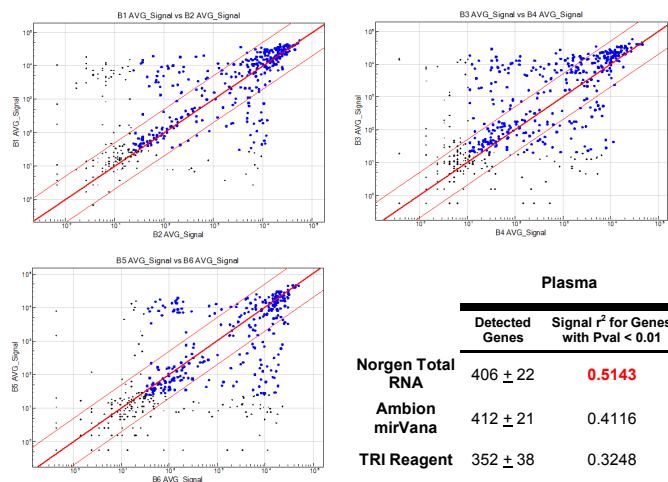 B1 AVG_Signal vs B2 AVG_Signal
B1 AVG_Signal
B2 AVG_Signal
B3 AVG_Signal vs B4 AVG_Signal
B3 AVG_Signal
B4 AVG_Signal
B5 AVG_Signal vs B6 AVG_Signal
B5 AVG_Signal
B6 AVG_Signal
Plasma
Detected Signal r² for Genes
Genes with Pval < 0.01
Norgen Total RNA 406 ± 22 0.5143
Ambion mirVana 412 ± 21 0.4116
TRI Reagent 352 ± 38 0.3248